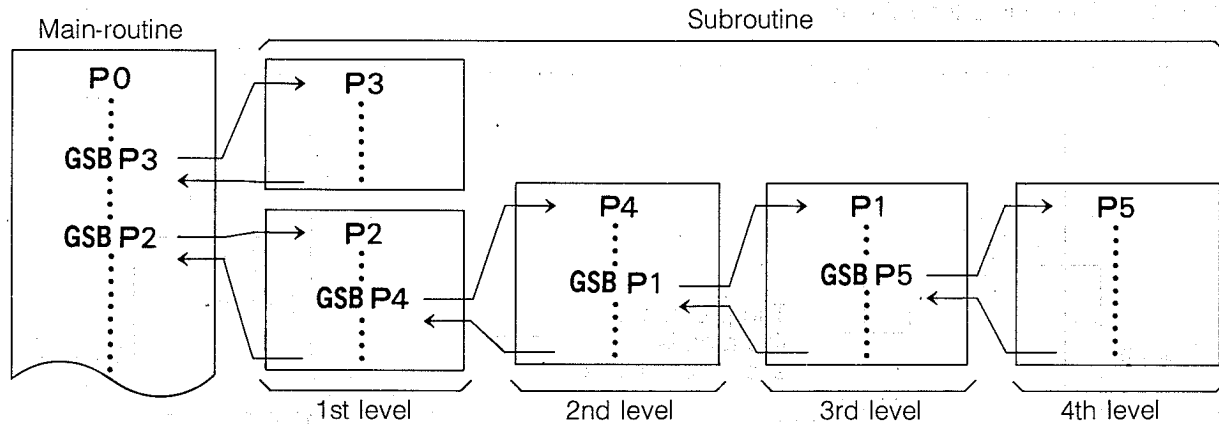 Main-routine
Subroutine
P0
GSB P3
GSB P2
P3
P2
GSB P4
P4
GSB P1
P1
GSB P5
P5
1st level
2nd level
3rd level
4th level